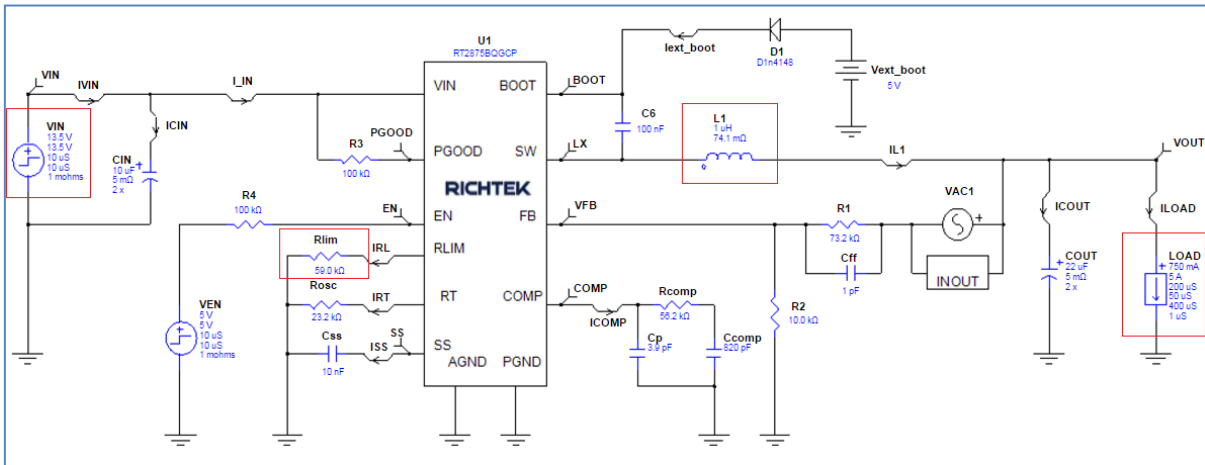 U1
RT2875BQGCP
Iext_boot
D1
D1n4148
Vext_boot
5 V
VIN
IVIN
I_IN
VIN
BOOT
BOOT
C6
100 nF
L1
1 uH
74.1 mΩ
ICIN
VIN
13.5 V
13.5 V
10 uS
10 uS
1 mohms
CIN
10 uF
5 mΩ
2 x
R3
100 kΩ
PGOOD
PGOOD
SW
LX
IL1
VOUT
RICHTEK
R4
100 kΩ
EN
EN
FB
VFB
R1
73.2 kΩ
Cff
1 pF
VAC1
INOUT
ICOUT
ILOAD
COUT
22 uF
5 mΩ
2 x
LOAD
750 mA
5 A
200 uS
50 uS
400 uS
1 uS
Rlim
59.0 kΩ
IRL
RLIM
Rosc
23.2 kΩ
IRT
RT
COMP
COMP
ICOMP
Rcomp
56.2 kΩ
R2
10.0 kΩ
VEN
5 V
5 V
10 uS
10 uS
1 mohms
Css
10 nF
ISS
SS
SS
AGND
PGND
Cp
3.9 pF
Ccomp
820 pF